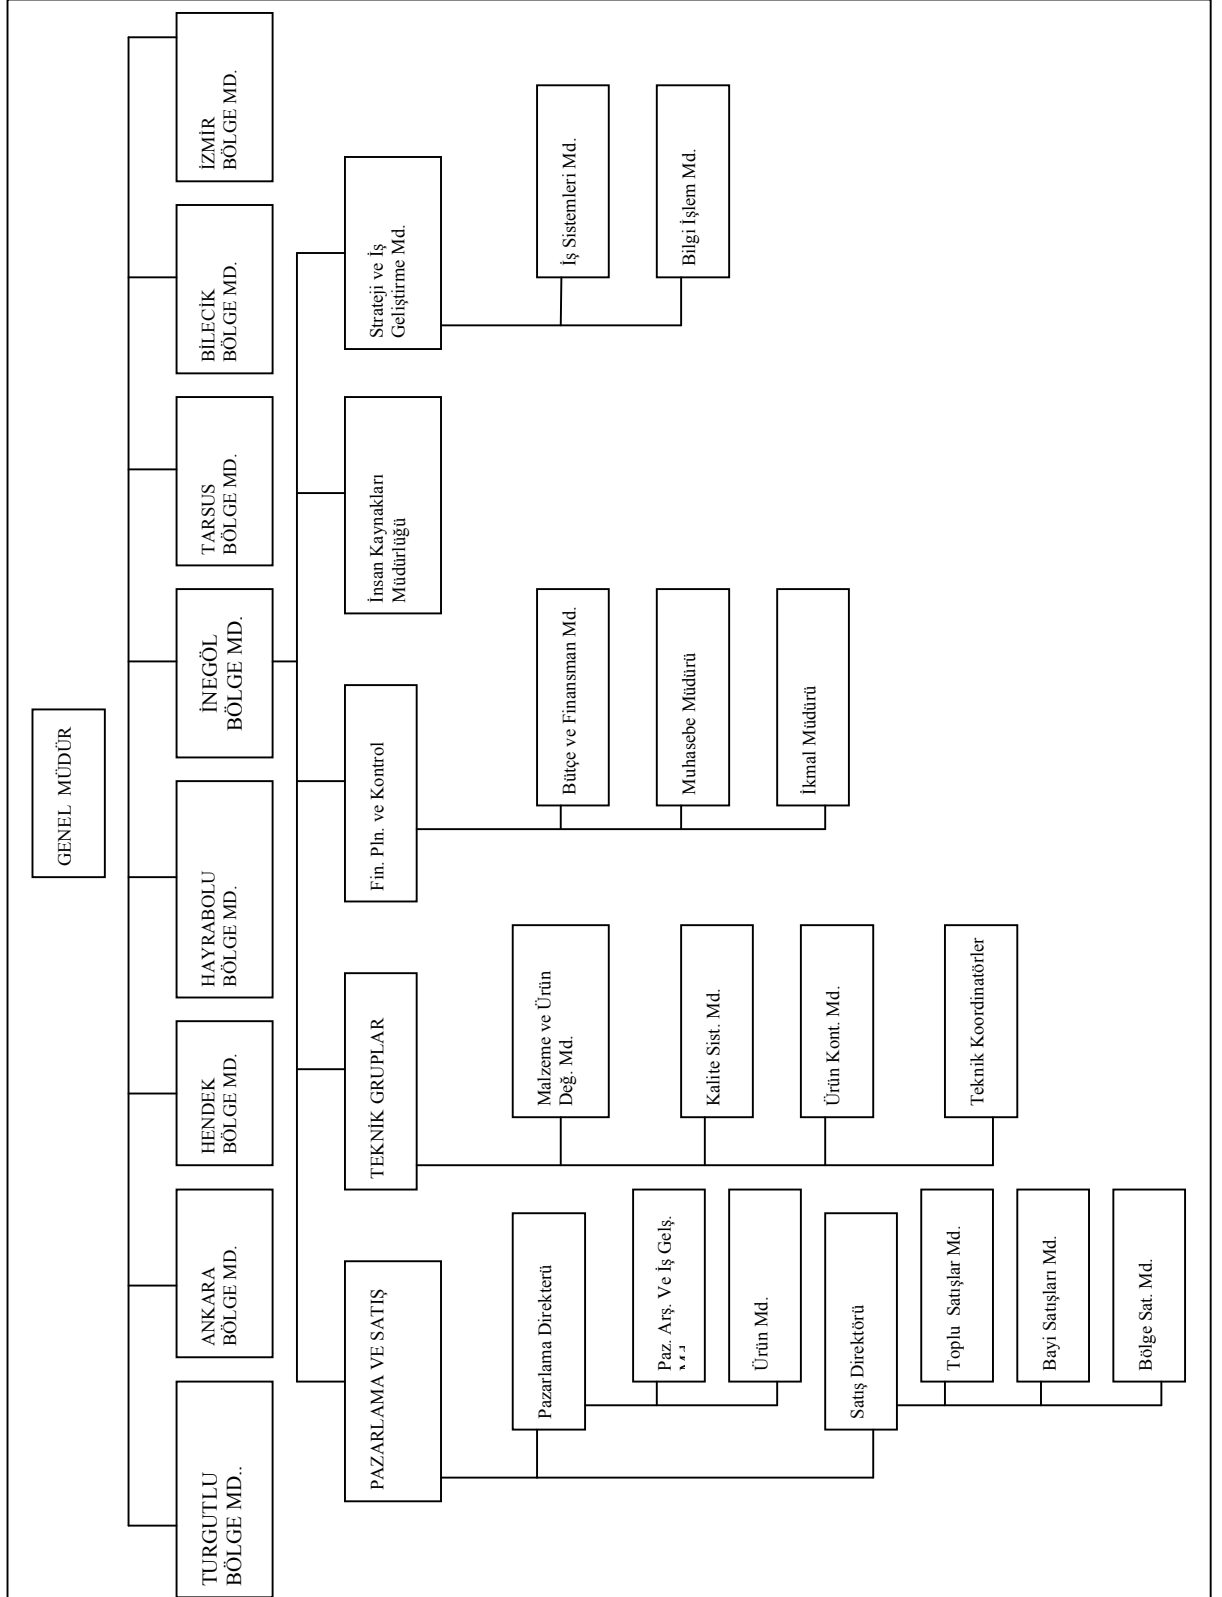 GENEL MÜDÜR
TURGUTLU
BÖLGE MD..
ANKARA
BÖLGE MD.
HENDEK
BÖLGE MD.
HAYRABOLU
BÖLGE MD.
İNEGÖL
BÖLGE MD.
TARSUS
BÖLGE MD.
BİLECİK
BÖLGE MD.
İZMİR
BÖLGE MD.
PAZARLAMA VE SATIŞ
TEKNİK GRUPLAR
Fin. Pln. ve Kontrol
İnsan Kaynakları
Müdürlüğü
Strateji ve İş
Geliştirme Md.
Pazarlama Direkterü
Paz. Arş. Ve İş Gelş.
Ürün Md.
Satış Direktörü
Toplu Satışlar Md.
Bayi Satışları Md.
Bölge Sat. Md.
Malzeme ve Ürün
Değ. Md.
Kalite Sist. Md.
Ürün Kont. Md.
Teknik Koordinatörler
Bütçe ve Finansman Md.
Muhasebe Müdürü
İkmal Müdürü
İş Sistemleri Md.
Bilgi İşlem Md.